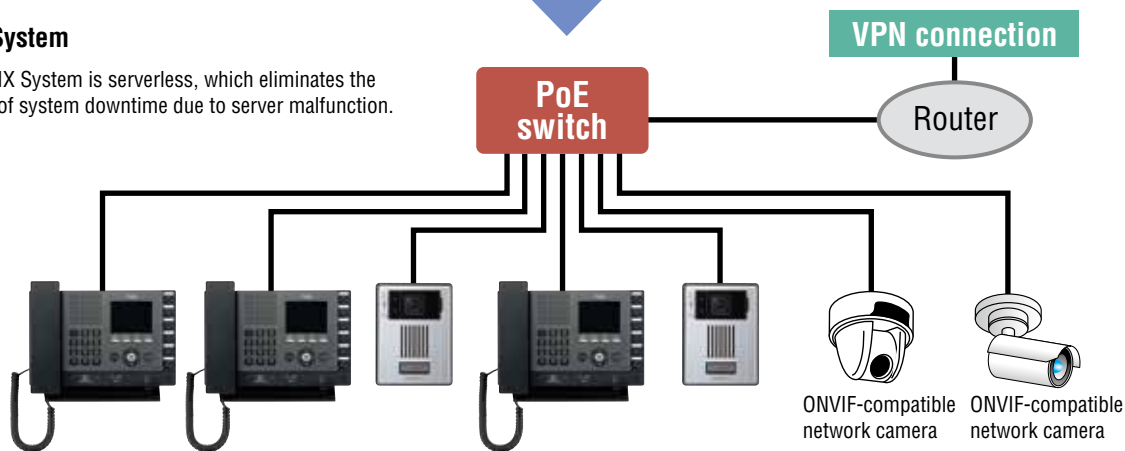 System
IX System is serverless, which eliminates the
of system downtime due to server malfunction.
VPN connection
PoE
switch
Router
ONVIF-compatible
network camera
ONVIF-compatible
network camera